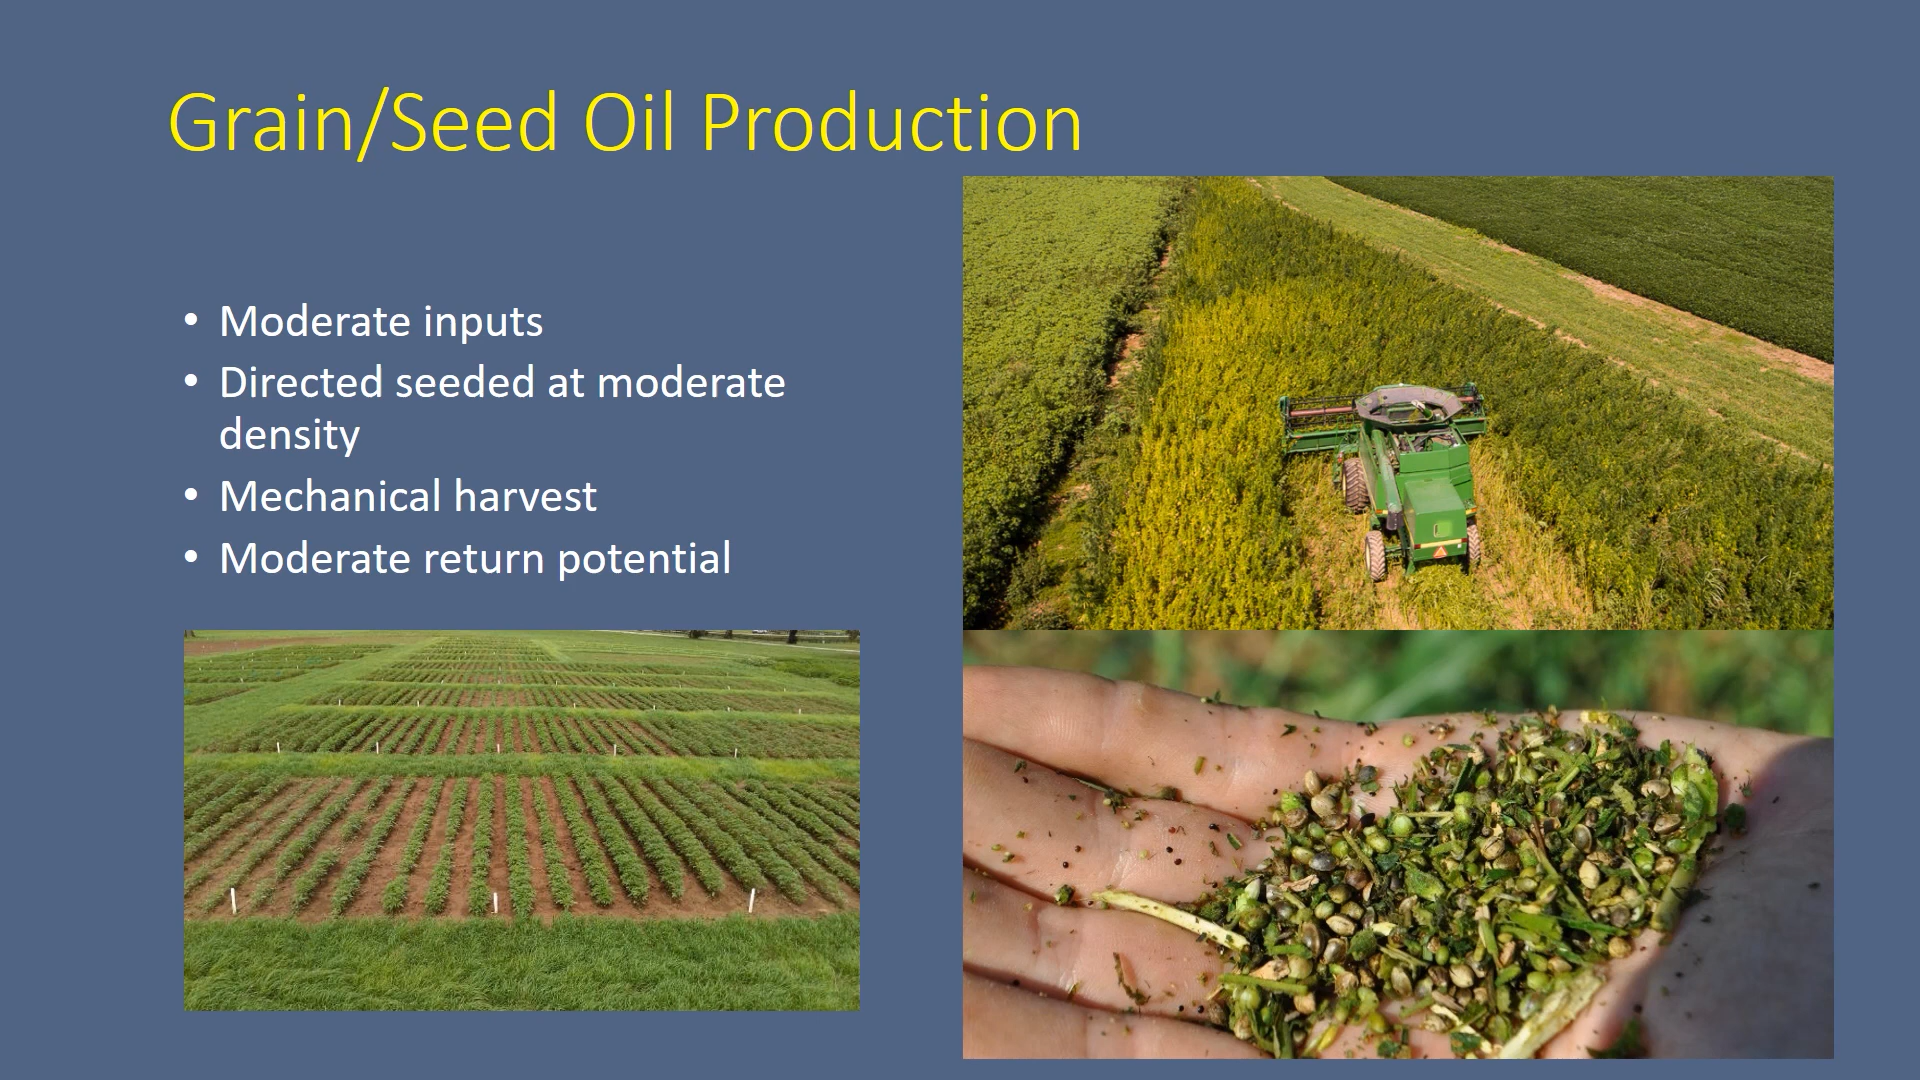 Grain/Seed Oil Production
• Moderate inputs
• Directed seeded at moderate
density
• Mechanical harvest
• Moderate return potential